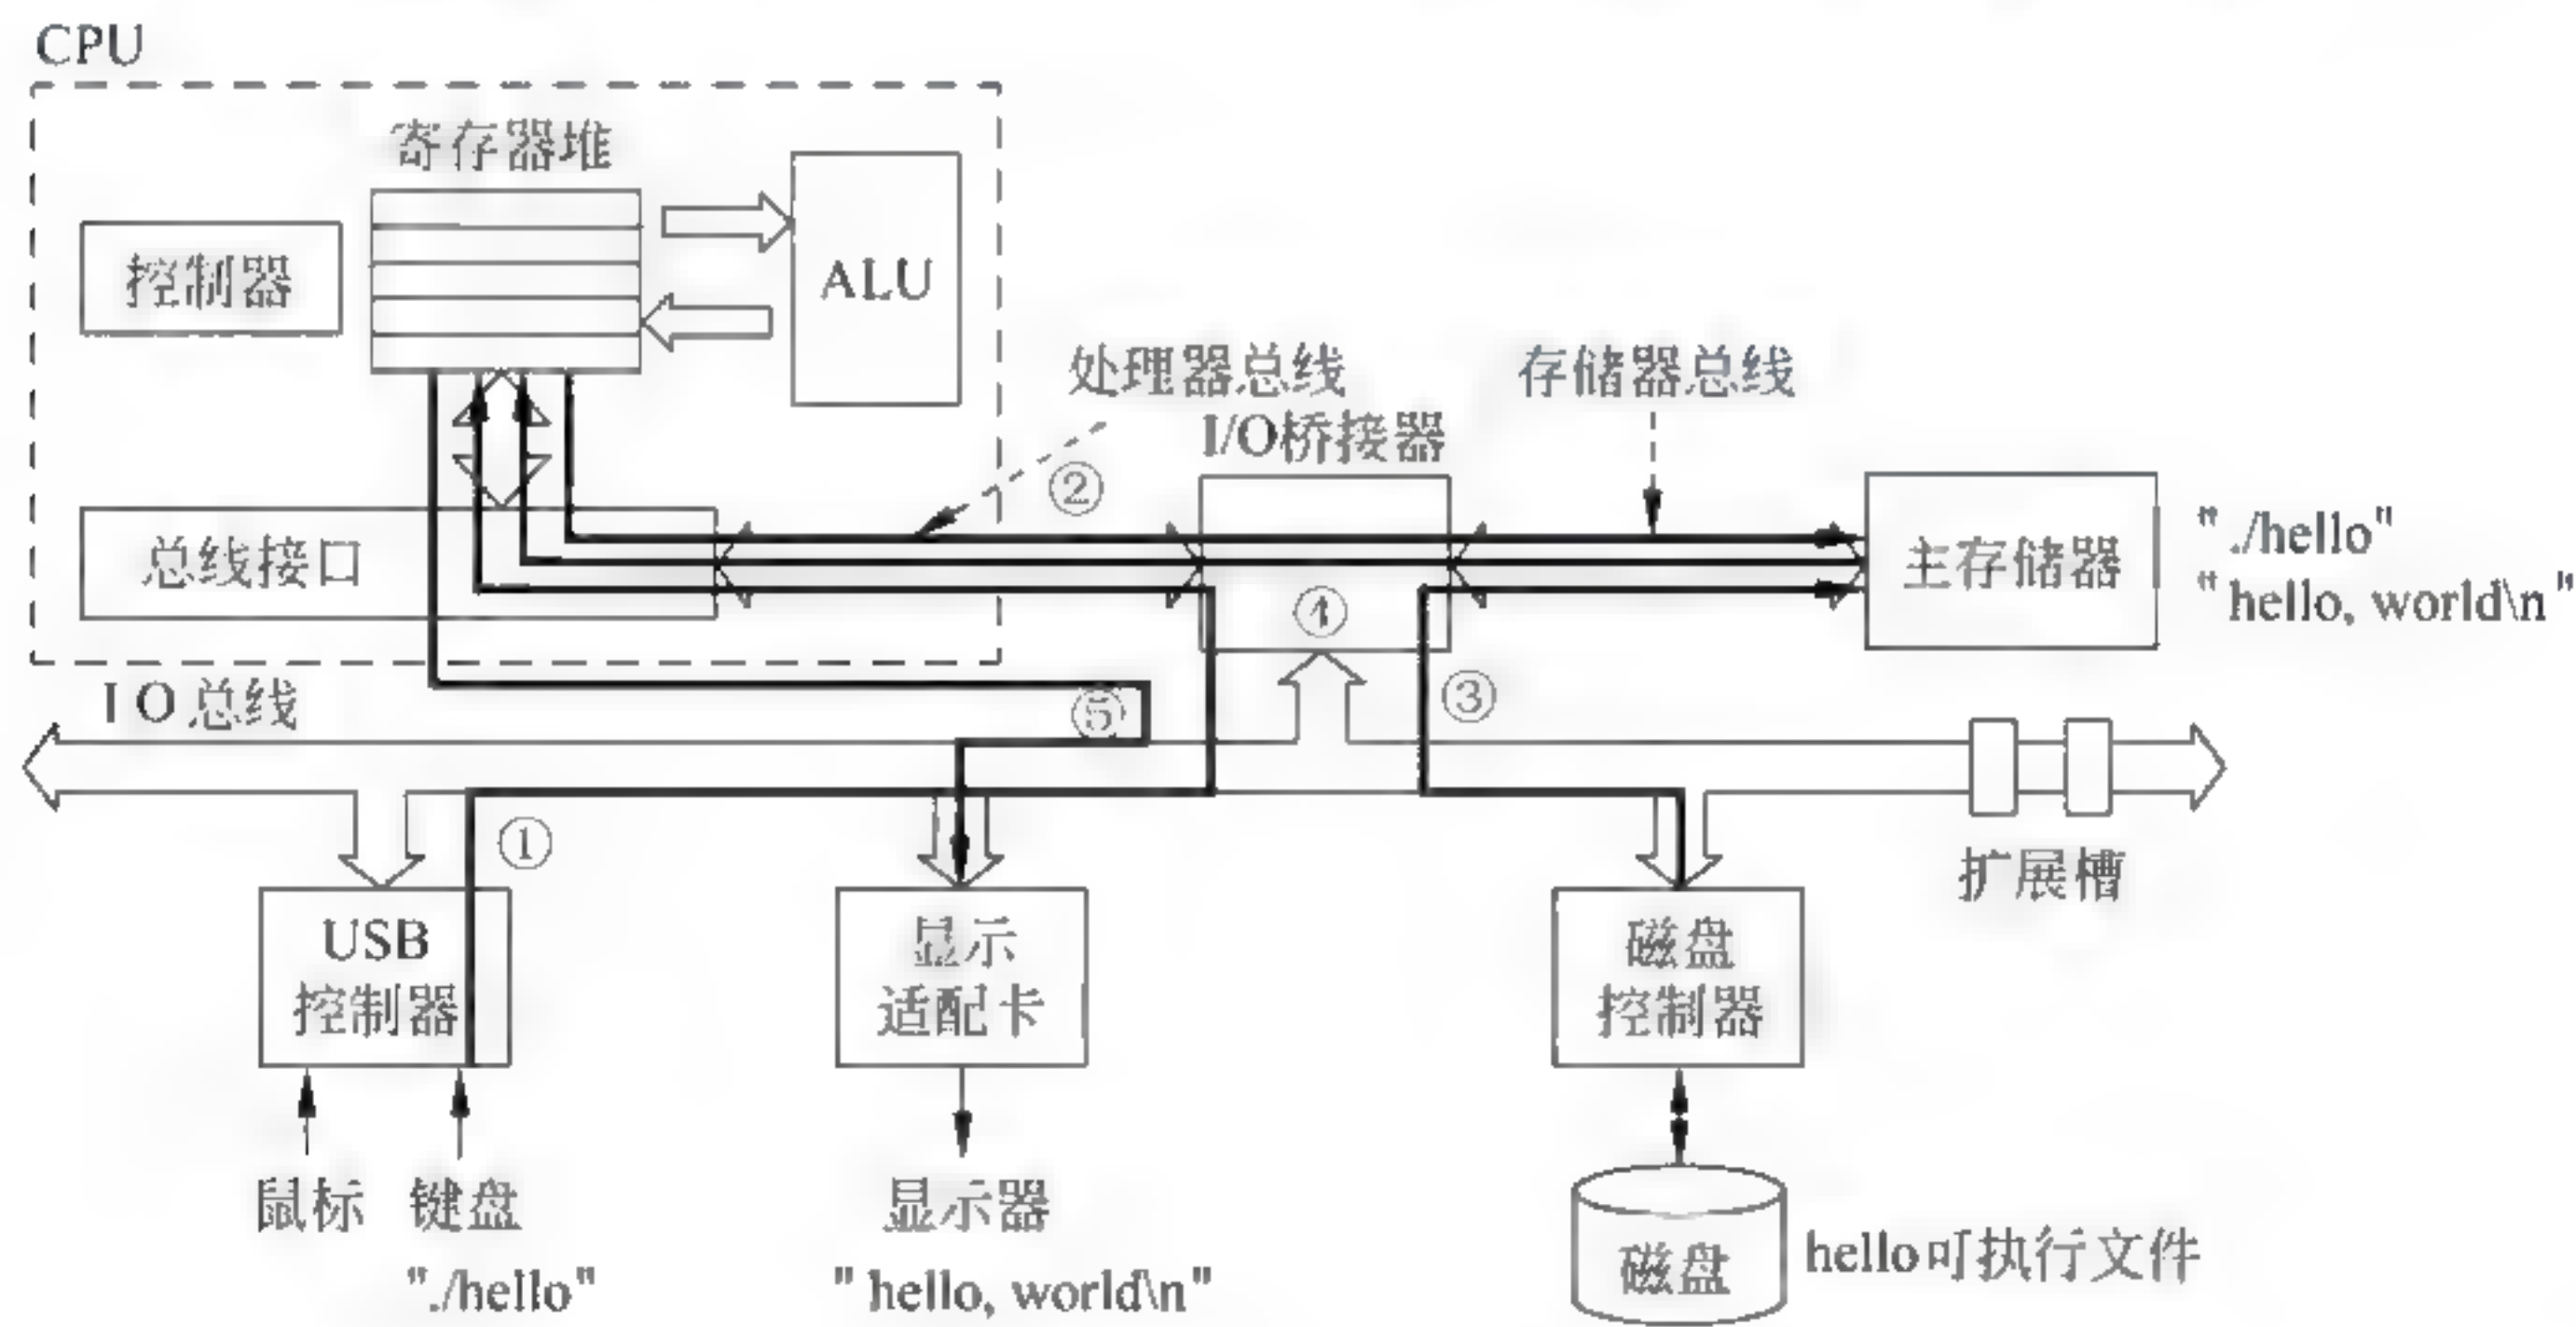 CPU
寄存器堆
控制器
ALU
处理器总线
存储器总线
I/O桥接器
②
总线接口
主存储器
"./hello"
"hello, world\n"
④
I O 总线
⑤
③
①
扩展槽
USB
控制器
显示
适配卡
磁盘
控制器
鼠标
键盘
显示器
"./hello"
"hello, world\n"
磁盘
hello可执行文件